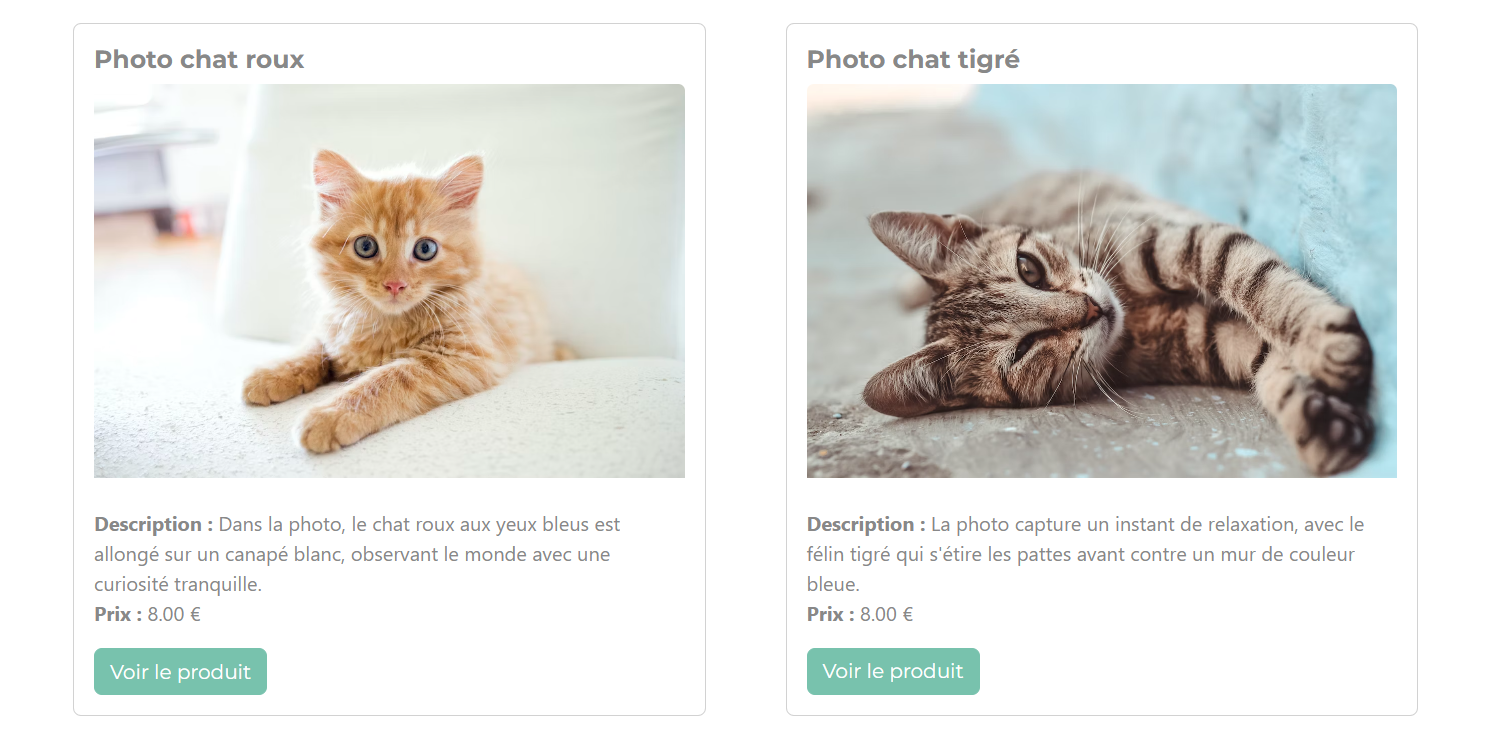 Photo chat roux
Description : Dans la photo, le chat roux aux yeux bleus est
allongé sur un canapé blanc, observant le monde avec une
curiosité tranquille.
Prix : 8.00 €
Voir le produit
Photo chat tigré
Description : La photo capture un instant de relaxation, avec le
félin tigré qui s'étire les pattes avant contre un mur de couleur
bleue.
Prix : 8.00 €
Voir le produit